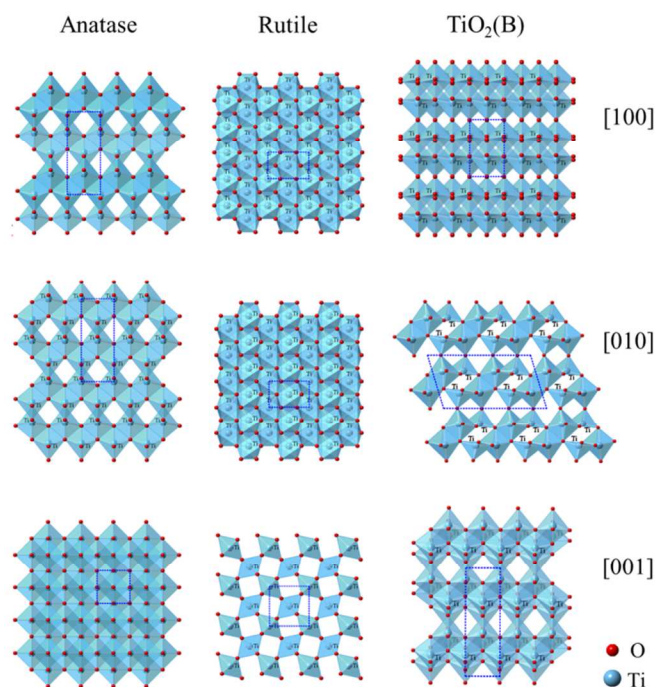 Anatase Rutile TiO₂(B)
[100]
[010]
[001]
O
Ti